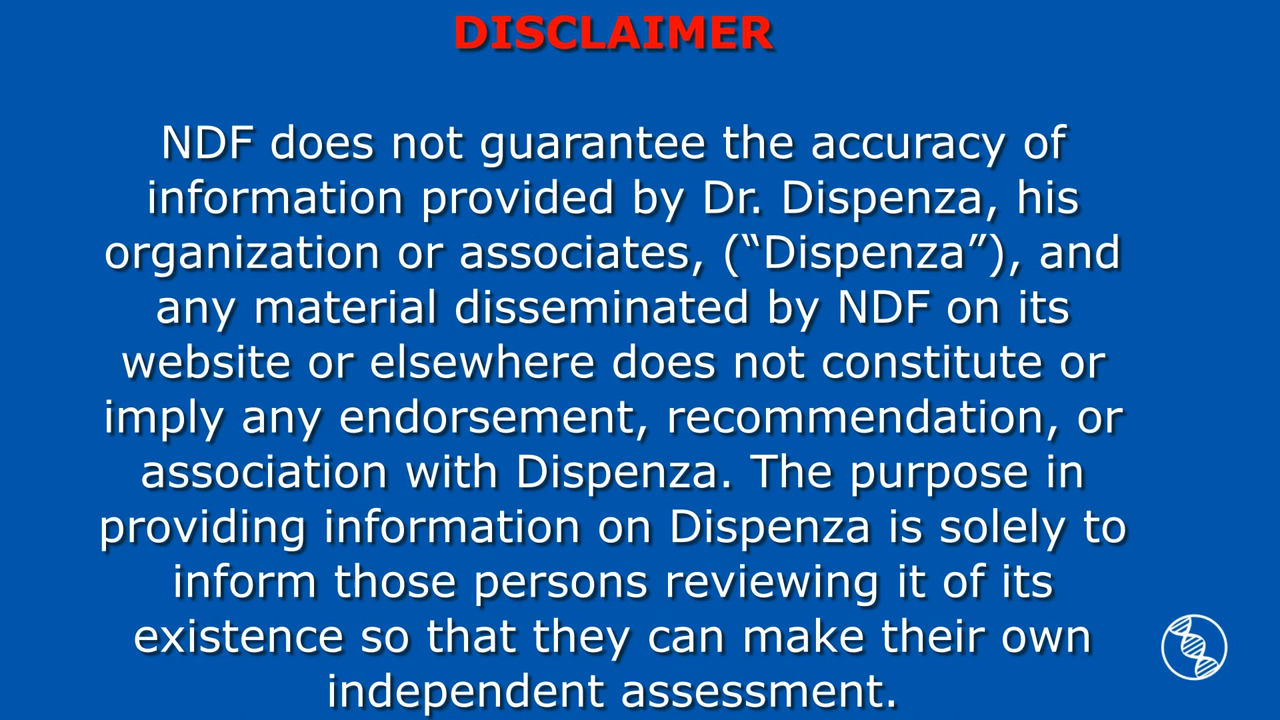 DISCLAIMER
NDF does not guarantee the accuracy of
information provided by Dr. Dispenza, his
organization or associates, (“Dispenza”), and
any material disseminated by NDF on its
website or elsewhere does not constitute or
imply any endorsement, recommendation, or
association with Dispenza. The purpose in
providing information on Dispenza is solely to
inform those persons reviewing it of its
existence so that they can make their own
independent assessment.